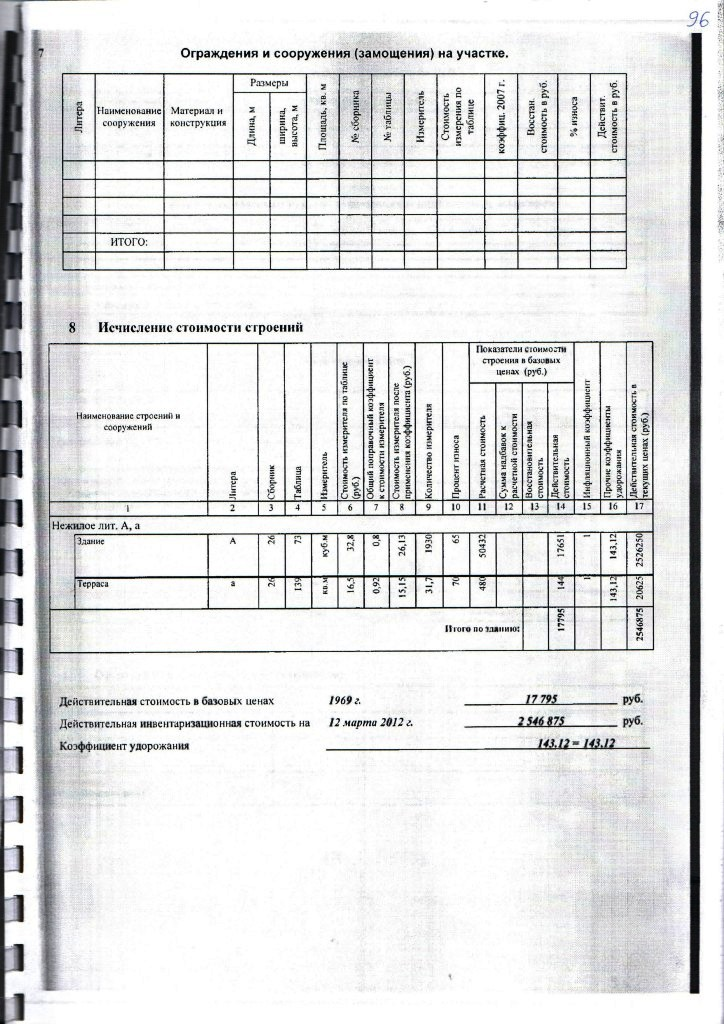 96
7 Ограждения и сооружения (замощения) на участке.
Литера
Наименование сооружения
Материал и конструкция
Размеры
Длина, м
ширина, высота, м
Площадь, кв. м
№ сборника
№ таблицы
Измеритель
Стоимость измерения по таблице
коэффиц. 2007 г.
Восстан. стоимость в руб.
% износа
Действит. стоимость в руб.
ИТОГО:
8 Исчисление стоимости строений
Наименование строений и сооружений
Литера
Сборник
Таблица
Измеритель
Стоимость измерителя по таблице (руб.)
Общий поправочный коэффициент к стоимости измерителя
Стоимость измерителя после применения коэффициента (руб.)
Количество измерителя
Процент износа
Показатели стоимости строения в базовых ценах (руб.)
Расчетная стоимость
Сумма надбавок к расчетной стоимости
Восстановительная стоимость
Действительная стоимость
Инфляционный коэффициент
Прочие коэффициенты удорожания
Действительная стоимость в текущих ценах (руб.)
1 2 3 4 5 6 7 8 9 10 11 12 13 14 15 16 17
Нежилое лит. А, а
Здание А 26 73 куб.м 32,8 0,8 26,13 1930 65 50432 17651 1 143,12 2526250
Терраса а 26 139 кв.м 16,5 0,92 15,15 31,7 70 480 144 1 143,12 20625
Итого по зданию: 17795 2546875
Действительная стоимость в базовых ценах 1969 г. 17 795 руб.
Действительная инвентаризационная стоимость на 12 марта 2012 г. 2 546 875 руб.
Коэффициент удорожания 143,12 = 143,12